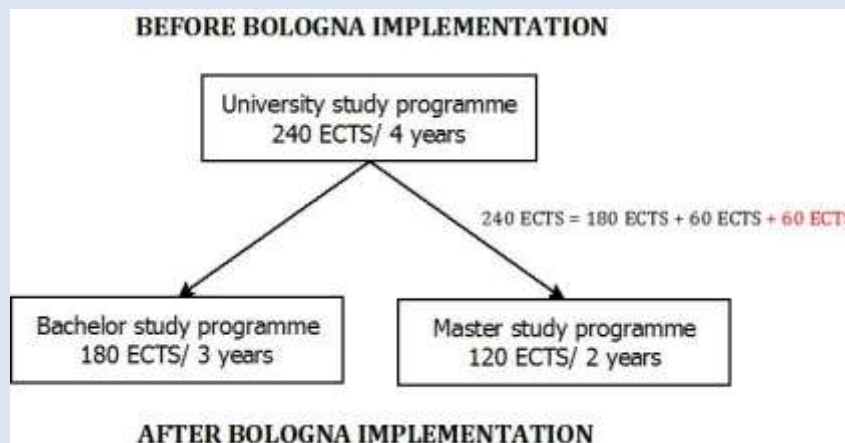 BEFORE BOLOGNA IMPLEMENTATION
University study programme
240 ECTS/ 4 years
240 ECTS = 180 ECTS + 60 ECTS + 60 ECTS
Bachelor study programme
180 ECTS/ 3 years
Master study programme
120 ECTS/ 2 years
AFTER BOLOGNA IMPLEMENTATION